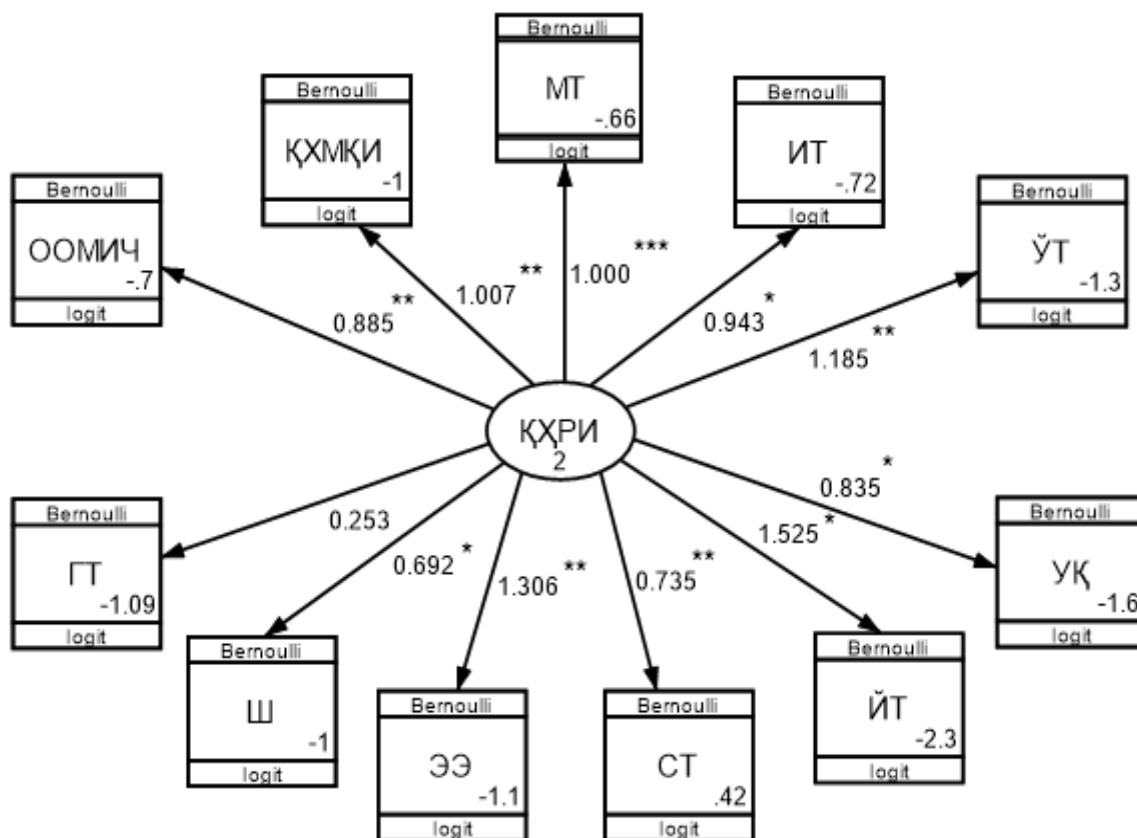 Bernoulli
МТ
-.66
logit
Bernoulli
ҚХМҚИ
-1
logit
Bernoulli
ИТ
-.72
logit
Bernoulli
ООМИЧ
-.7
logit
Bernoulli
ЎТ
-1.3
logit
0.885**
1.007**
1.000***
0.943*
1.185**
ҚҲРИ
2
0.253
0.692*
1.306**
0.735**
1.525*
0.835*
Bernoulli
ГТ
-1.09
logit
Bernoulli
УҚ
-1.6
logit
Bernoulli
Ш
-1
logit
Bernoulli
ЭЭ
-1.1
logit
Bernoulli
СТ
.42
logit
Bernoulli
ЙТ
-2.3
logit